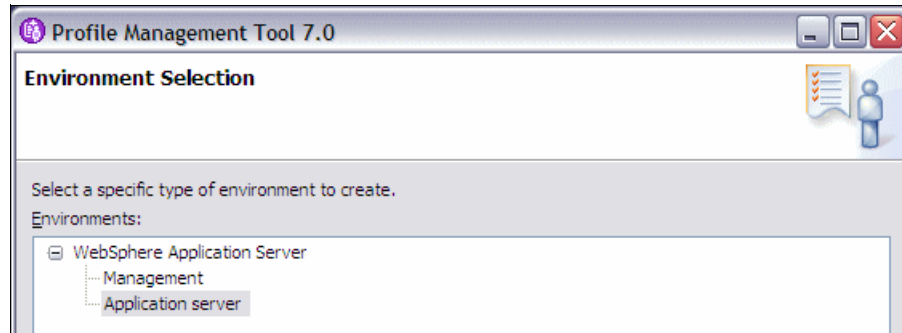 Profile Management Tool 7.0
Environment Selection
Select a specific type of environment to create.
Environments:
WebSphere Application Server
Management
Application server